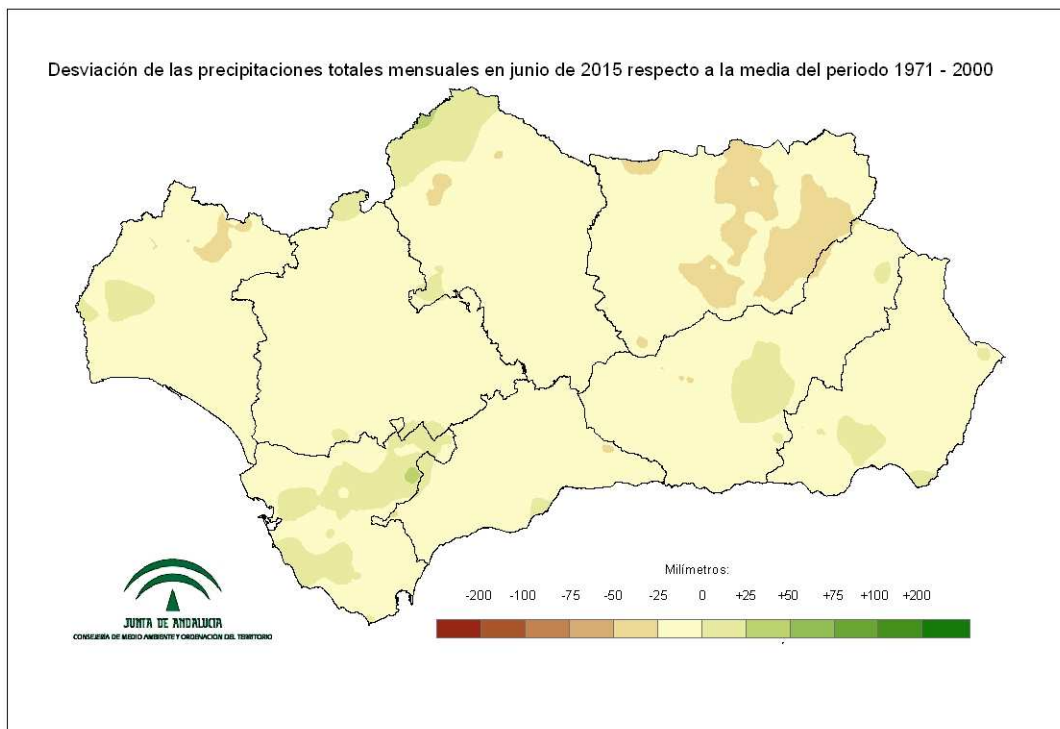 Desviación de las precipitaciones totales mensuales en junio de 2015 respecto a la media del periodo 1971 - 2000
Milímetros:
-200 -100 -75 -50 -25 0 +25 +50 +75 +100 +200
JUNTA DE ANDALUCIA
CONSEJERÍA DE MEDIO AMBIENTE Y ORDENACIÓN DEL TERRITORIO